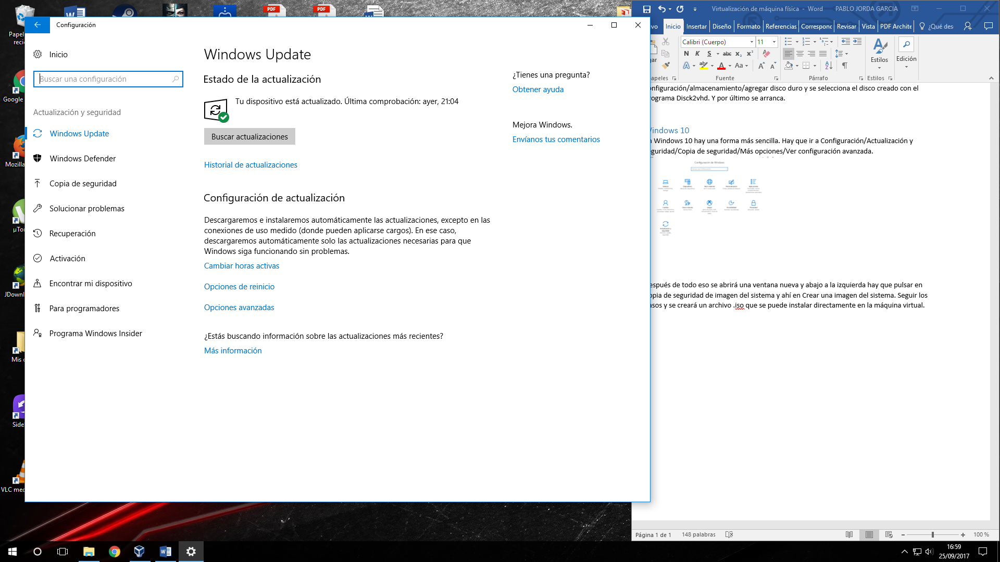 Configuración
Inicio
Buscar una configuración
Actualización y seguridad
Windows Update
Windows Defender
Copia de seguridad
Solucionar problemas
Recuperación
Activación
Encontrar mi dispositivo
Para programadores
Programa Windows Insider
Windows Update
Estado de la actualización
Tu dispositivo está actualizado. Última comprobación: ayer, 21:04
Buscar actualizaciones
Historial de actualizaciones
Configuración de actualización
Descargaremos e instalaremos automáticamente las actualizaciones, excepto en las
conexiones de uso medido (donde pueden aplicarse cargos). En ese caso,
descargaremos automáticamente solo las actualizaciones necesarias para que
Windows siga funcionando sin problemas.
Cambiar horas activas
Opciones de reinicio
Opciones avanzadas
¿Estás buscando información sobre las actualizaciones más recientes?
Más información
¿Tienes una pregunta?
Obtener ayuda
Mejora Windows.
Envíanos tus comentarios
Papele
reci
Google
Mozilla
µTor
JDownl
Mis
Side
VLC med
PDF
PDF
Virtualización de máquina física - Word
PABLO JORDA GARCIA
vo Inicio Insertar Diseño Formato Referencias Correspond Revisar Vista PDF Archite ¿Qué des
Calibri (Cuerpo) 11
N K S abc x₂ x²
A ab A Aa A A
gar
apeles Fuente Párrafo Estilos
Estilos
Edición
onfiguración/almacenamiento/agregar disco duro y se selecciona el disco creado con el
rograma Disck2vhd. Y por último se arranca.
indows 10
n Windows 10 hay una forma más sencilla. Hay que ir a Configuración/Actualización y
eguridad/Copia de seguridad/Más opciones/Ver configuración avanzada.
Configuración de Windows
espués de todo eso se abrirá una ventana nueva y abajo a la izquierda hay que pulsar en
opia de seguridad de imagen del sistema y ahí en Crear una imagen del sistema. Seguir los
asos y se creará un archivo .iso que se puede instalar directamente en la máquina virtual.
Página 1 de 1 148 palabras 100 %
16:59
25/09/2017